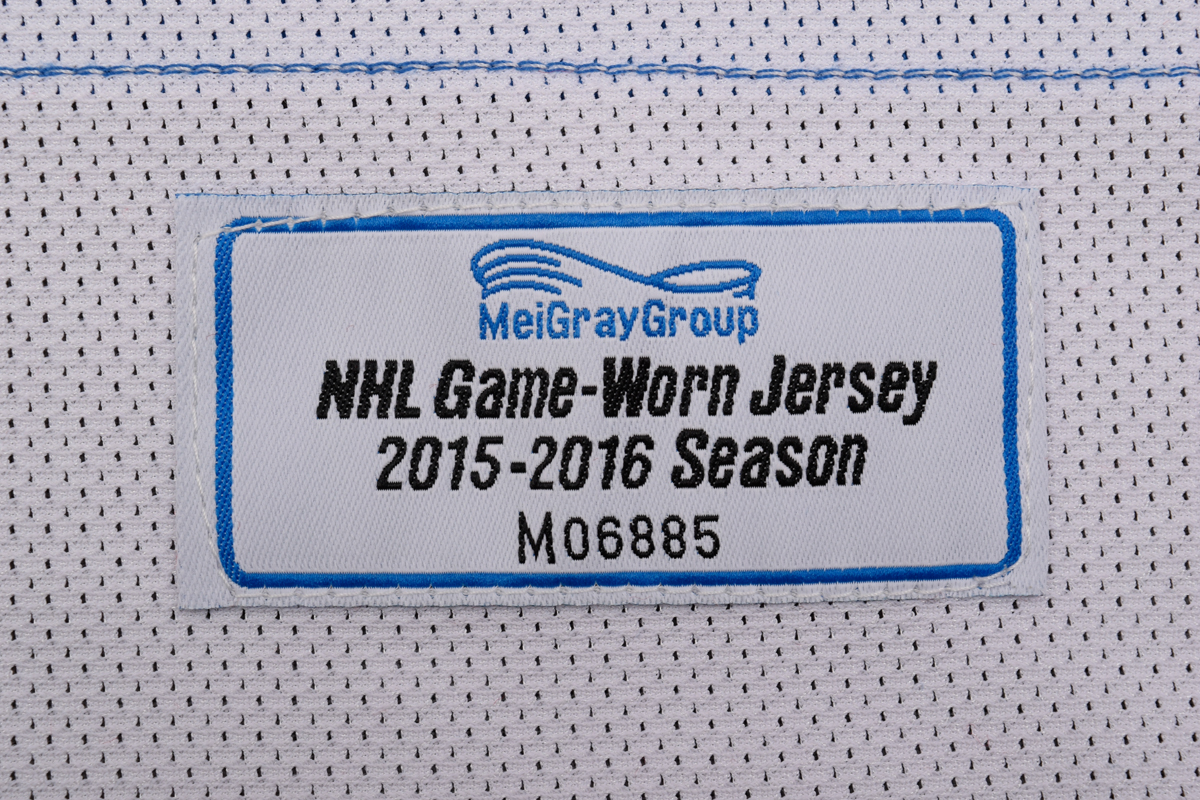 MeiGrayGroup
NHL Game-Worn Jersey
2015-2016 Season
M06885